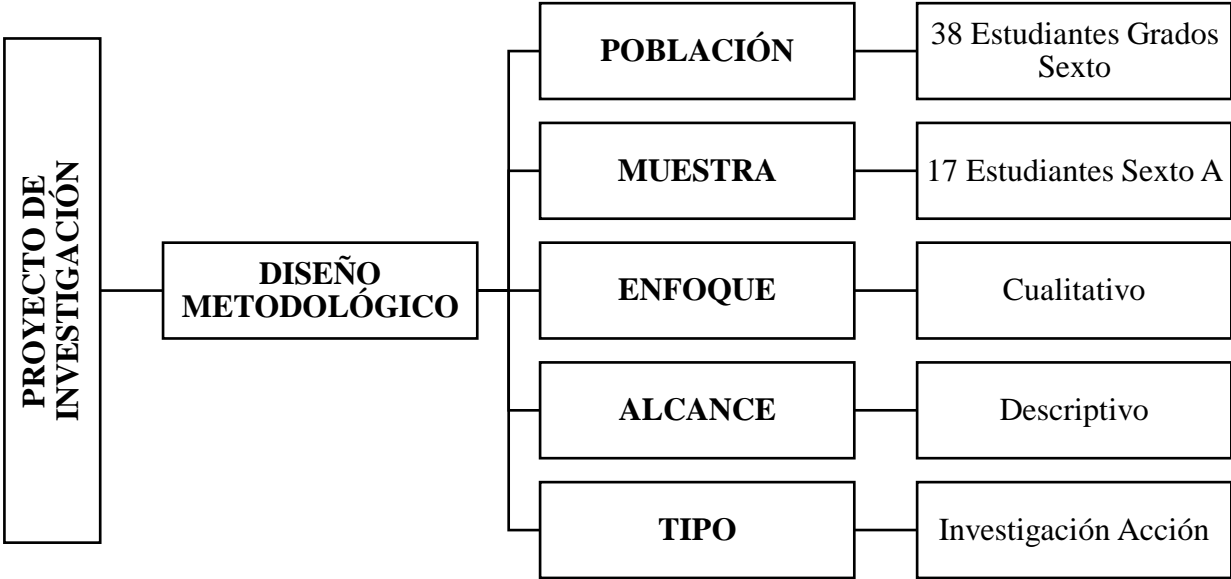 PROYECTO DE
INVESTIGACIÓN
DISEÑO
METODOLÓGICO
POBLACIÓN
38 Estudiantes Grados
Sexto
MUESTRA
17 Estudiantes Sexto A
ENFOQUE
Cualitativo
ALCANCE
Descriptivo
TIPO
Investigación Acción